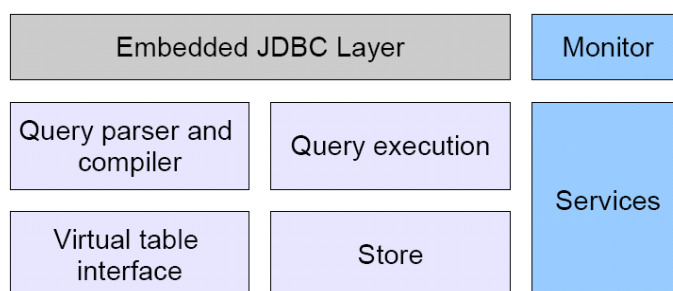 Embedded JDBC Layer
Monitor
Query parser and
compiler
Query execution
Services
Virtual table
interface
Store